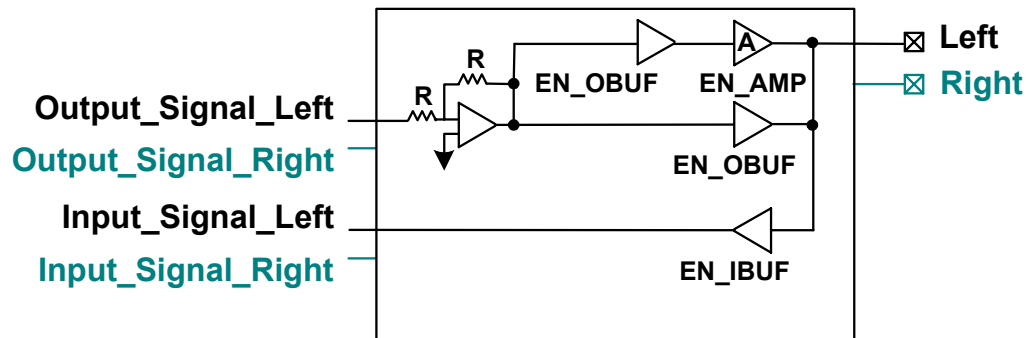 R
R
A
EN_OBUF
EN_AMP
Left
Right
Output_Signal_Left
Output_Signal_Right
EN_OBUF
Input_Signal_Left
Input_Signal_Right
EN_IBUF